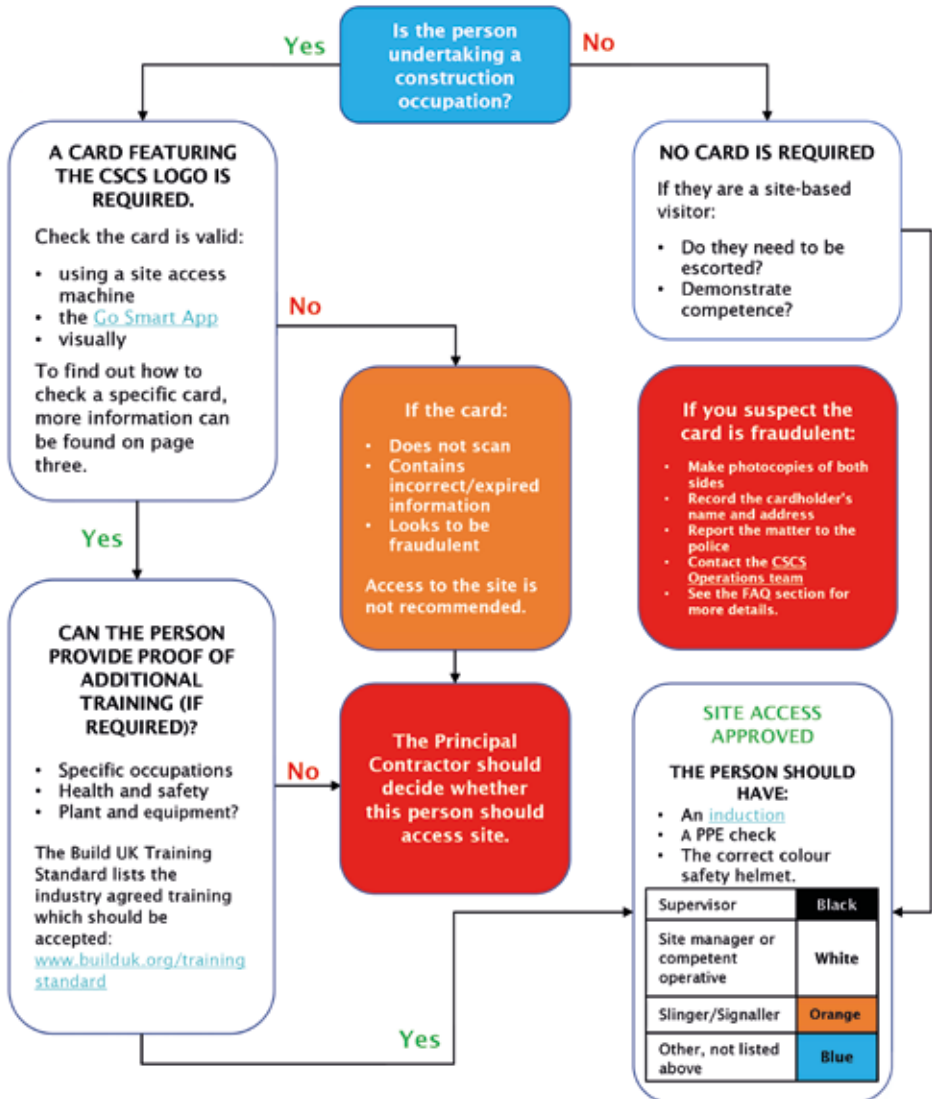 Yes
Is the person
undertaking a
construction
occupation?
No
A CARD FEATURING
THE CSCS LOGO IS
REQUIRED.
Check the card is valid:
• using a site access
machine
• the Go Smart App
• visually
To find out how to
check a specific card,
more information can
be found on page
three.
No
NO CARD IS REQUIRED
If they are a site-based
visitor:
• Do they need to be
escorted?
• Demonstrate
competence?
If the card:
• Does not scan
• Contains
incorrect/expired
information
• Looks to be
fraudulent
Access to the site is
not recommended.
If you suspect the
card is fraudulent:
• Make photocopies of both
sides
• Record the cardholder's
name and address
• Report the matter to the
police
• Contact the CSCS
Operations team
• See the FAQ section for
more details.
Yes
CAN THE PERSON
PROVIDE PROOF OF
ADDITIONAL
TRAINING (IF
REQUIRED)?
• Specific occupations
• Health and safety
• Plant and equipment?
The Build UK Training
Standard lists the
industry agreed training
which should be
accepted:
www.builduk.org/training
standard
No
The Principal
Contractor should
decide whether
this person should
access site.
Yes
SITE ACCESS
APPROVED
THE PERSON SHOULD
HAVE:
• An induction
• A PPE check
• The correct colour
safety helmet.
Supervisor Black
Site manager or
competent
operative
White
Slinger/Signaller Orange
Other, not listed
above
Blue